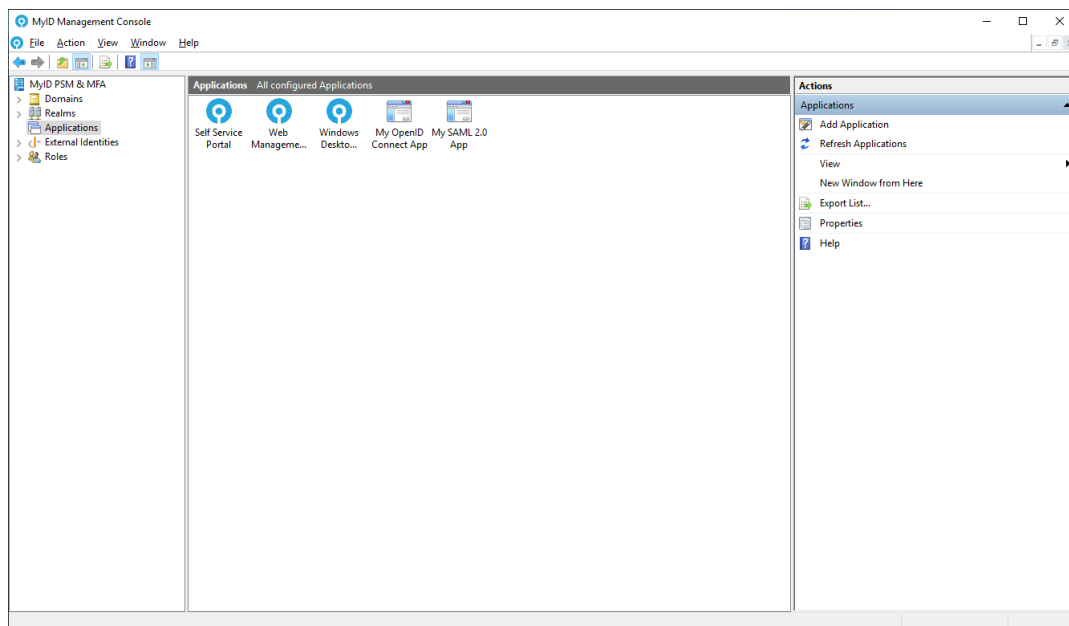 MyID Management Console
File Action View Window Help
MyID PSM & MFA
Domains
Realms
Applications
External Identities
Roles
Applications All configured Applications
Self Service Portal
Web Manageme...
Windows Deskto...
My OpenID Connect App
My SAML 2.0 App
Actions
Applications
Add Application
Refresh Applications
View
New Window from Here
Export List...
Properties
Help